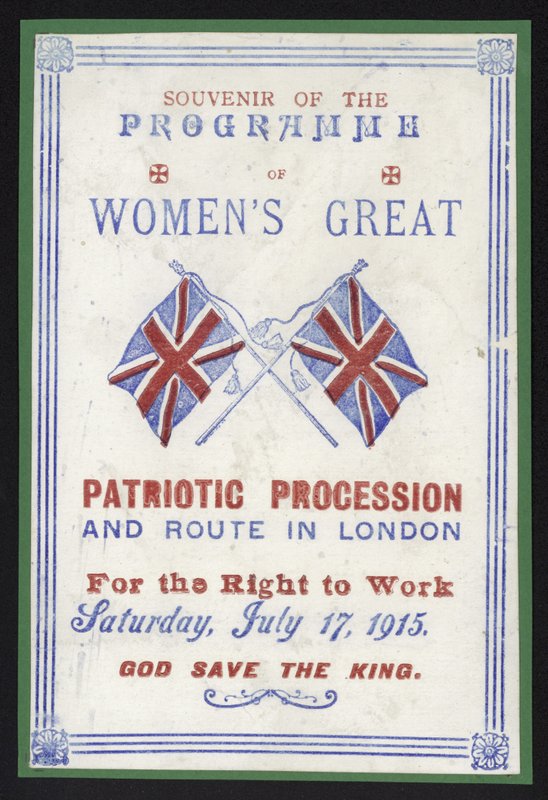 SOUVENIR OF THE
PROGRAMME
OF
WOMEN'S GREAT
PATRIOTIC PROCESSION
AND ROUTE IN LONDON
For the Right to Work
Saturday, July 17, 1915.
GOD SAVE THE KING.